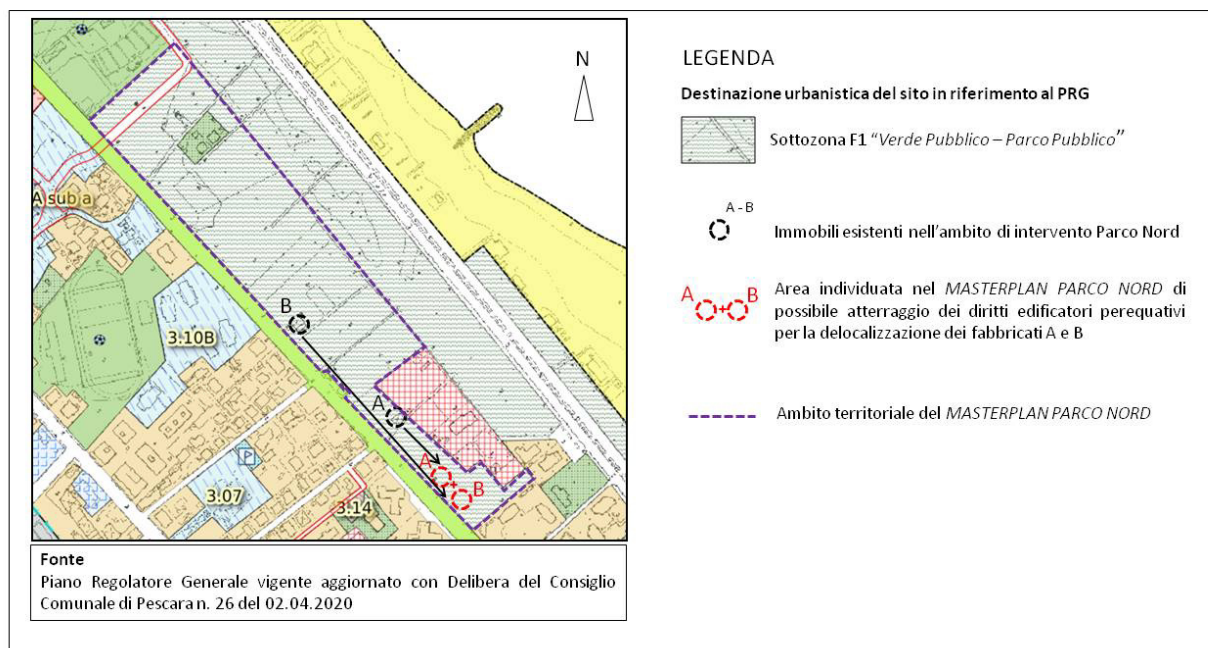 N
A sub a
B
3.10B
A
A
B
+
P
3.07
3.14
Fonte
Piano Regolatore Generale vigente aggiornato con Delibera del Consiglio
Comunale di Pescara n. 26 del 02.04.2020
LEGENDA
Destinazione urbanistica del sito in riferimento al PRG
Sottozona F1 “Verde Pubblico – Parco Pubblico”
A - B
Immobili esistenti nell’ambito di intervento Parco Nord
A + B
Area individuata nel MASTERPLAN PARCO NORD di
possibile atterraggio dei diritti edificatori perequativi
per la delocalizzazione dei fabbricati A e B
Ambito territoriale del MASTERPLAN PARCO NORD